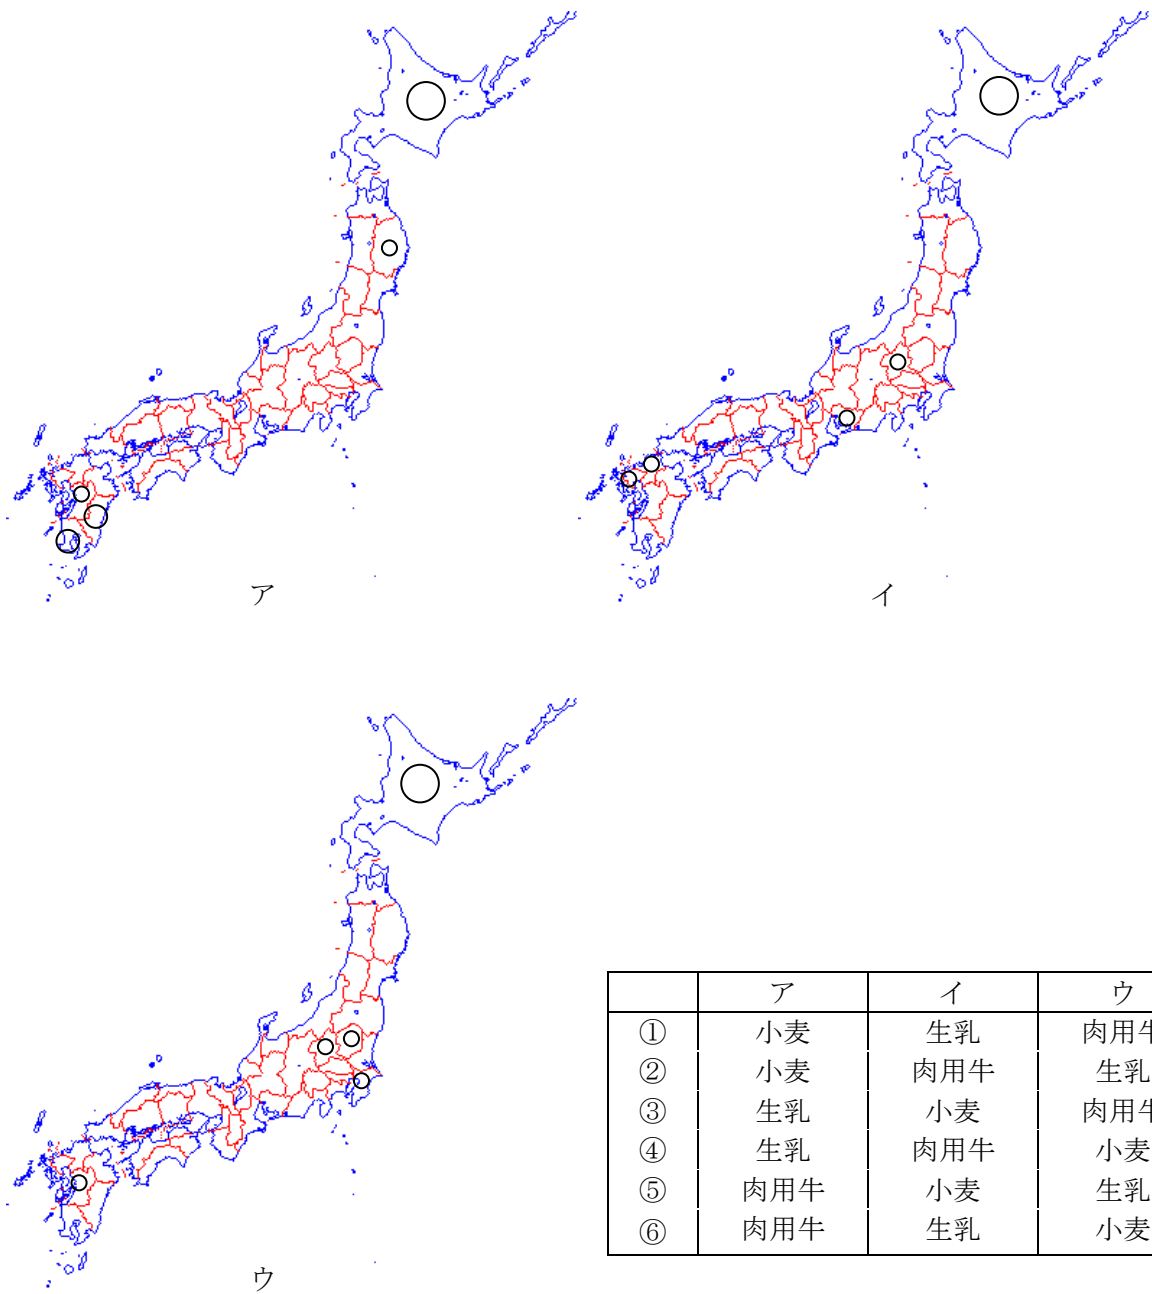 ア
イ
ウ
ア イ ウ
① 小麦 生乳 肉用牛
② 小麦 肉用牛 生乳
③ 生乳 小麦 肉用牛
④ 生乳 肉用牛 小麦
⑤ 肉用牛 小麦 生乳
⑥ 肉用牛 生乳 小麦